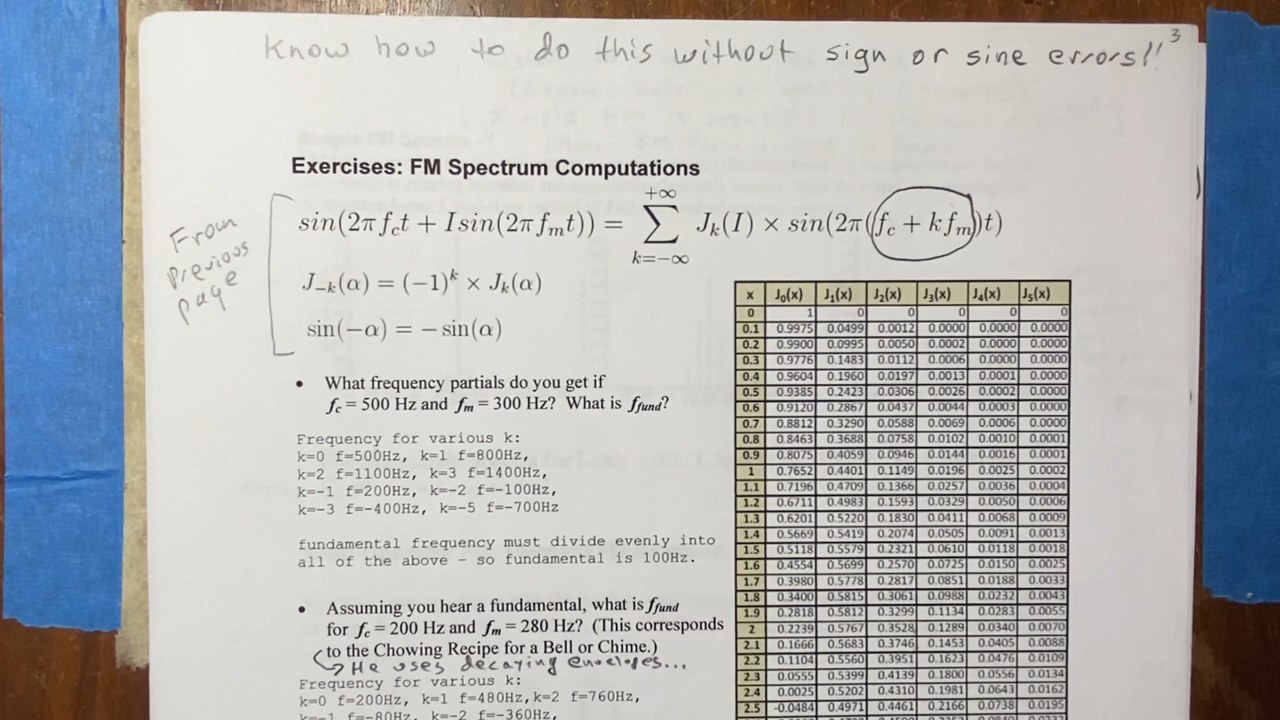 Know how to do this without sign or sine errors!! 3
Exercises: FM Spectrum Computations
From previous page
sin(2πf_ct + Isin(2πf_mt)) = Σ_{k=−∞}^{+∞} J_k(I) × sin(2π(f_c + kf_m)t)
J_{−k}(α) = (−1)^k × J_k(α)
sin(−α) = − sin(α)
• What frequency partials do you get if
f_c = 500 Hz and f_m = 300 Hz? What is f_fund?
Frequency for various k:
k=0 f=500Hz, k=1 f=800Hz,
k=2 f=1100Hz, k=3 f=1400Hz,
k=-1 f=200Hz, k=-2 f=-100Hz,
k=-3 f=-400Hz, k=-5 f=-700Hz
fundamental frequency must divide evenly into
all of the above - so fundamental is 100Hz.
• Assuming you hear a fundamental, what is f_fund
for f_c = 200 Hz and f_m = 280 Hz? (This corresponds
to the Chowing Recipe for a Bell or Chime.)
He uses decaying envelopes...
Frequency for various k:
k=0 f=200Hz, k=1 f=480Hz,k=2 f=760Hz,
k=-1 f=-80Hz, k=-2 f=-360Hz,
x J0(x) J1(x) J2(x) J3(x) J4(x) J5(x)
0 1 0 0 0 0 0
0.1 0.9975 0.0499 0.0012 0.0000 0.0000 0.0000
0.2 0.9900 0.0995 0.0050 0.0002 0.0000 0.0000
0.3 0.9776 0.1483 0.0112 0.0006 0.0000 0.0000
0.4 0.9604 0.1960 0.0197 0.0013 0.0001 0.0000
0.5 0.9385 0.2423 0.0306 0.0026 0.0002 0.0000
0.6 0.9120 0.2867 0.0437 0.0044 0.0003 0.0000
0.7 0.8812 0.3290 0.0588 0.0069 0.0006 0.0000
0.8 0.8463 0.3688 0.0758 0.0102 0.0010 0.0001
0.9 0.8075 0.4059 0.0946 0.0144 0.0016 0.0001
1 0.7652 0.4401 0.1149 0.0196 0.0025 0.0002
1.1 0.7196 0.4709 0.1366 0.0257 0.0036 0.0004
1.2 0.6711 0.4983 0.1593 0.0329 0.0050 0.0006
1.3 0.6201 0.5220 0.1830 0.0411 0.0068 0.0009
1.4 0.5669 0.5419 0.2074 0.0505 0.0091 0.0013
1.5 0.5118 0.5579 0.2321 0.0610 0.0118 0.0018
1.6 0.4554 0.5699 0.2570 0.0725 0.0150 0.0025
1.7 0.3980 0.5778 0.2817 0.0851 0.0188 0.0033
1.8 0.3400 0.5815 0.3061 0.0988 0.0232 0.0043
1.9 0.2818 0.5812 0.3299 0.1134 0.0283 0.0055
2 0.2239 0.5767 0.3528 0.1289 0.0340 0.0070
2.1 0.1666 0.5683 0.3746 0.1453 0.0405 0.0088
2.2 0.1104 0.5560 0.3951 0.1623 0.0476 0.0109
2.3 0.0555 0.5399 0.4139 0.1800 0.0556 0.0134
2.4 0.0025 0.5202 0.4310 0.1981 0.0643 0.0162
2.5 -0.0484 0.4971 0.4461 0.2166 0.0738 0.0195